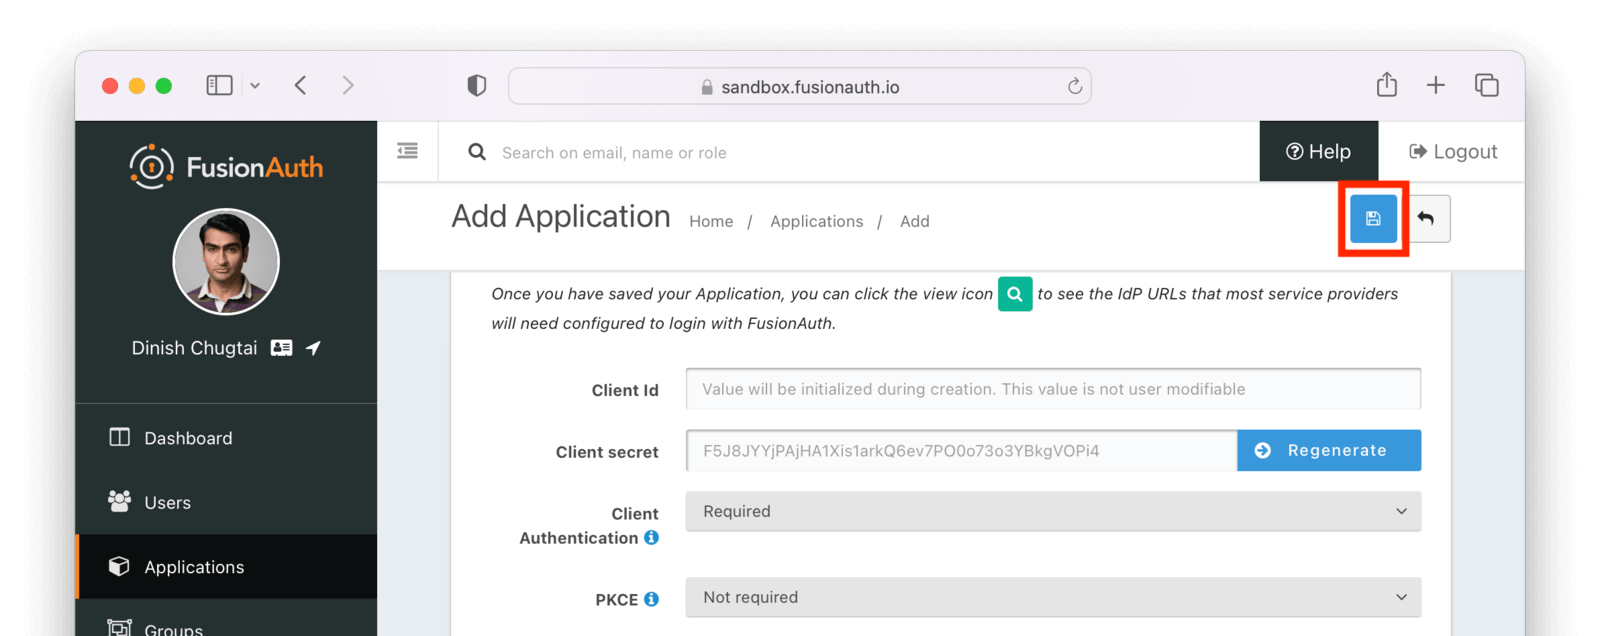 sandbox.fusionauth.io
FusionAuth
Search on email, name or role
Help
Logout
Add Application
Home / Applications / Add
Dinish Chugtai
Dashboard
Users
Applications
Groups
Once you have saved your Application, you can click the view icon to see the IdP URLs that most service providers
will need configured to login with FusionAuth.
Client Id
Value will be initialized during creation. This value is not user modifiable
Client secret
F5J8JYYjPAjHA1Xis1arkQ6ev7PO0o73o3YBkgVOPi4
Regenerate
Client
Authentication
Required
PKCE
Not required